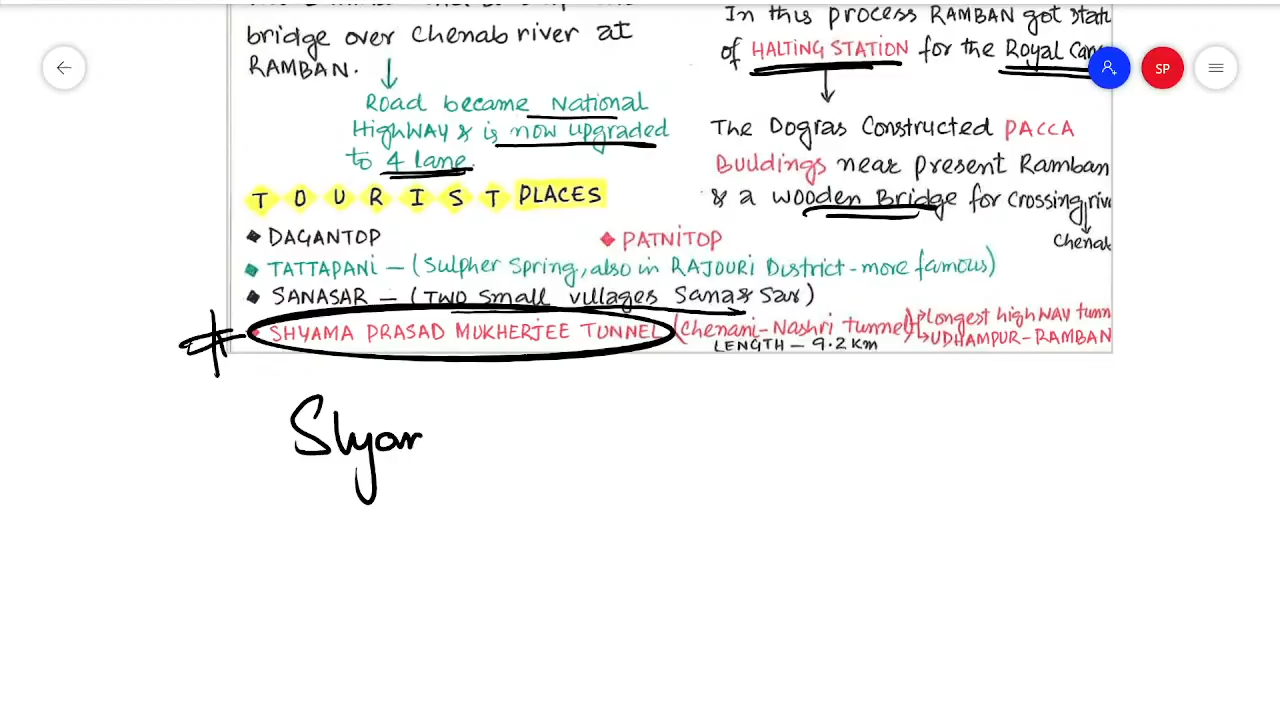 bridge over Chenab river at
RAMBAN.
Road became National
HighWAY & is now upgraded
to 4 lane.
In this process RAMBAN got statu
of HALTING STATION for the Royal Car
SP
The Dogras Constructed PACCA
Buildings near present Ramban
& a wooden Bridge for crossing riv
Chenab
TOURIST PLACES
DAGANTOP
PATNITOP
TATTAPANI – (Sulpher Spring, also in RAJOURI District - more famous)
SANASAR – (TWO small villages Sana & Sar)
SHYAMA PRASAD MUKHERJEE TUNNEL (Chenani-Nashri tunnel)
Longest highWAY tunn
UDHAMPUR-RAMBAN
LENGTH – 9.2 Km
Shyar